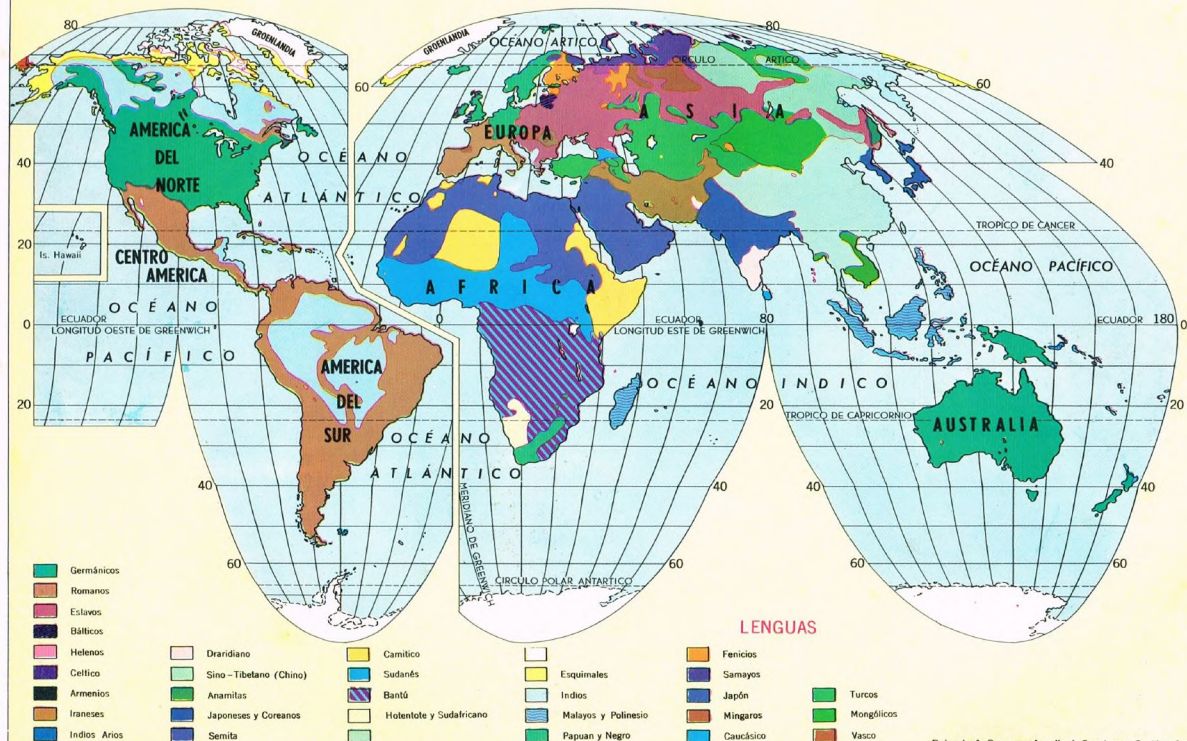 80
80
GROENLANDIA
GROENLANDIA
OCÉANO ARTICO
CIRCULO
ARTICO
60
60
AMERICA
DEL
NORTE
EUROPA
A S I A
OCÉANO
ATLÁNTICO
40
40
20
Is. Hawaii
CENTRO
AMERICA
TROPICO DE CANCER
OCÉANO PACÍFICO
AFRICA
OCÉANO
PACÍFICO
ECUADOR
LONGITUD OESTE DE GREENWICH
0
0
ECUADOR
LONGITUD ESTE DE GREENWICH
80
ECUADOR
180
0
AMERICA
DEL
SUR
OCÉANO INDICO
20
20
TROPICO DE CAPRICORNIO
20
AUSTRALIA
OCÉANO
ATLÁNTICO
40
40
40
40
MERIDIANO DE GREENWICH
60
60
60
60
CIRCULO POLAR ANTARTICO
LENGUAS
Germánicos
Romanos
Eslavos
Bálticos
Helenos
Celtico
Armenios
Iraneses
Indios Arios
Draridiano
Sino-Tibetano (Chino)
Anamitas
Japoneses y Coreanos
Semita
Camitico
Sudanés
Bantú
Hotentote y Sudafricano
Esquimales
Indios
Malayos y Polinesio
Papuan y Negro
Fenicios
Samayos
Japón
Mingaros
Caucásico
Turcos
Mongólicos
Vasco